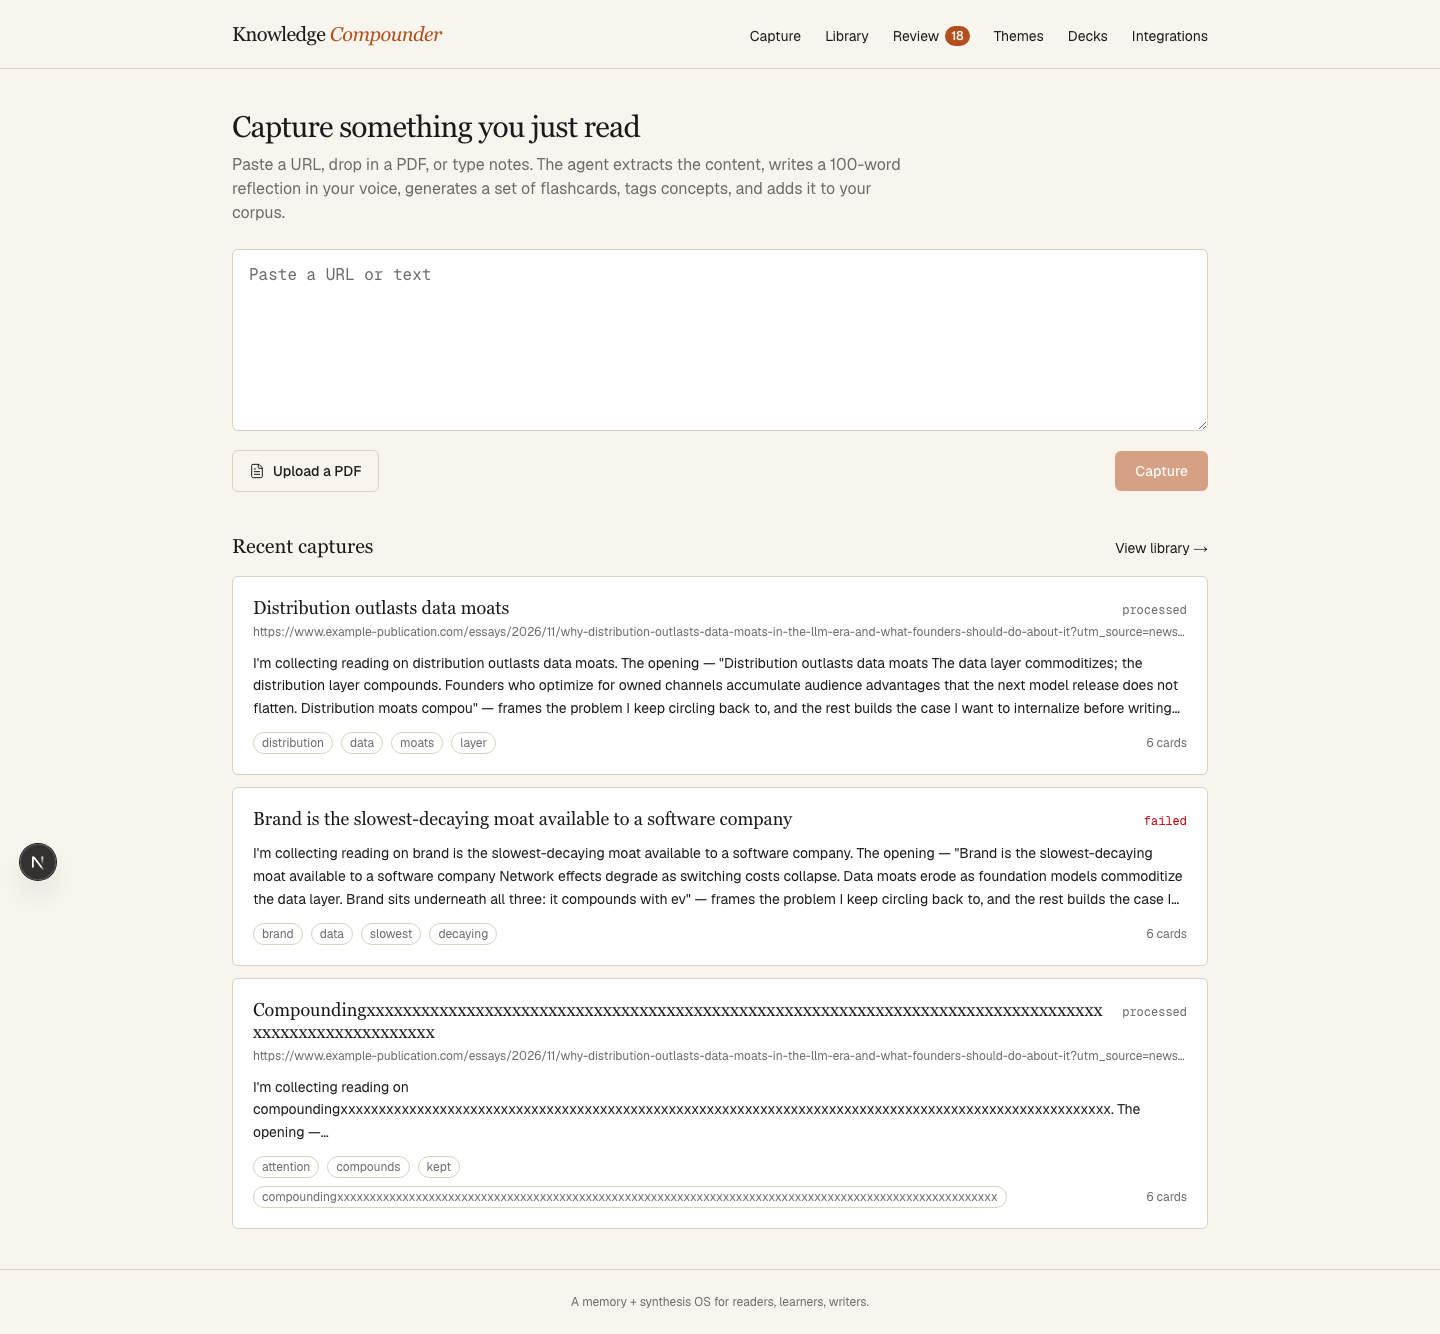 Knowledge Compounder
Capture Library Review 18 Themes Decks Integrations
Capture something you just read
Paste a URL, drop in a PDF, or type notes. The agent extracts the content, writes a 100-word
reflection in your voice, generates a set of flashcards, tags concepts, and adds it to your
corpus.
Paste a URL or text
Upload a PDF
Capture
Recent captures
View library →
Distribution outlasts data moats
processed
https://www.example-publication.com/essays/2026/11/why-distribution-outlasts-data-moats-in-the-llm-era-and-what-founders-should-do-about-it?utm_source=news…
I'm collecting reading on distribution outlasts data moats. The opening — "Distribution outlasts data moats The data layer commoditizes; the
distribution layer compounds. Founders who optimize for owned channels accumulate audience advantages that the next model release does not
flatten. Distribution moats compou" — frames the problem I keep circling back to, and the rest builds the case I want to internalize before writing…
distribution data moats layer
6 cards
Brand is the slowest-decaying moat available to a software company
failed
I'm collecting reading on brand is the slowest-decaying moat available to a software company. The opening — "Brand is the slowest-decaying
moat available to a software company Network effects degrade as switching costs collapse. Data moats erode as foundation models commoditize
the data layer. Brand sits underneath all three: it compounds with ev" — frames the problem I keep circling back to, and the rest builds the case I…
brand data slowest decaying
6 cards
Compoundingxxxxxxxxxxxxxxxxxxxxxxxxxxxxxxxxxxxxxxxxxxxxxxxxxxxxxxxxxxxxxxxxxxxxxxxxxxxxxxxx
xxxxxxxxxxxxxxxxxxxx
processed
https://www.example-publication.com/essays/2026/11/why-distribution-outlasts-data-moats-in-the-llm-era-and-what-founders-should-do-about-it?utm_source=news…
I'm collecting reading on
compoundingxxxxxxxxxxxxxxxxxxxxxxxxxxxxxxxxxxxxxxxxxxxxxxxxxxxxxxxxxxxxxxxxxxxxxxxxxxxxxxxxxxxxxxxxxxxxxxxxxxxx. The
opening —…
attention compounds kept
compoundingxxxxxxxxxxxxxxxxxxxxxxxxxxxxxxxxxxxxxxxxxxxxxxxxxxxxxxxxxxxxxxxxxxxxxxxxxxxxxxxxxxxxxxxxxxxxxxxxxxxx
6 cards
N
A memory + synthesis OS for readers, learners, writers.